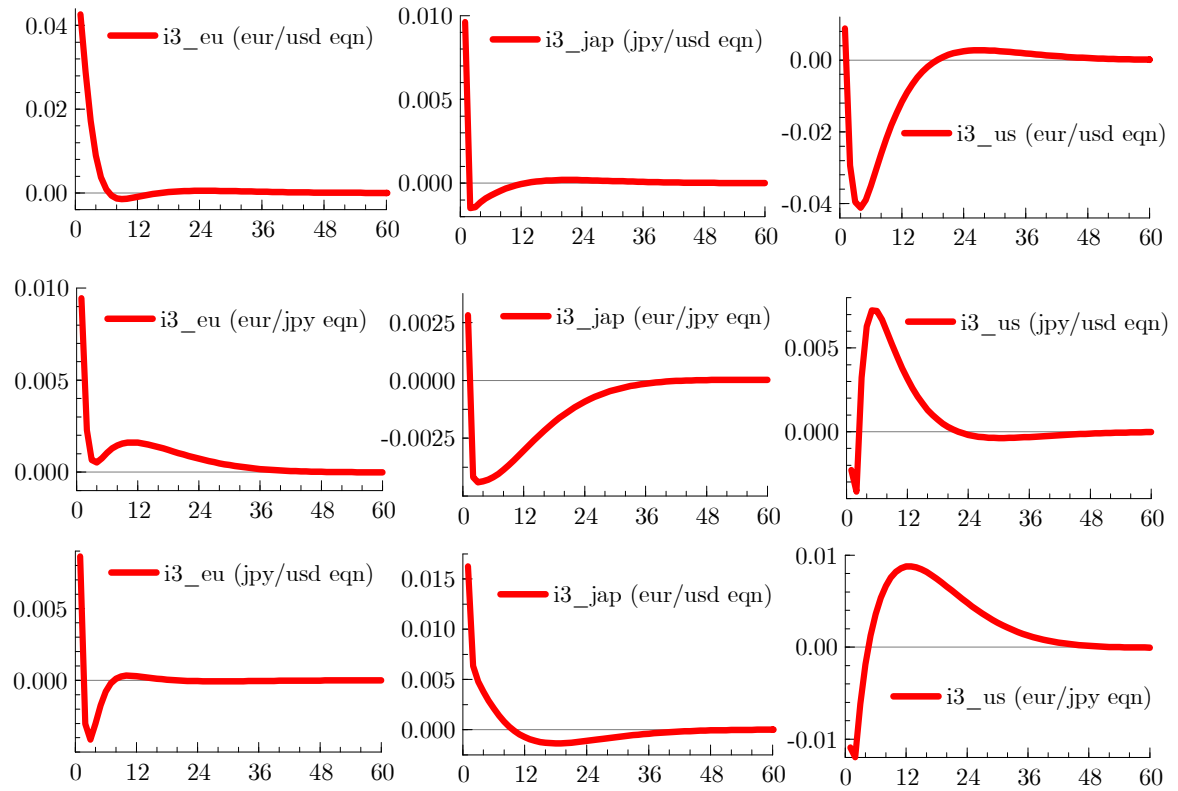 0.04
i3_eu (eur/usd eqn)
0.02
0.00
0 12 24 36 48 60
0.010
i3_jap (jpy/usd eqn)
0.005
0.000
0 12 24 36 48 60
0.00
-0.02
i3_us (eur/usd eqn)
-0.04
0 12 24 36 48 60
0.010
i3_eu (eur/jpy eqn)
0.005
0.000
0 12 24 36 48 60
i3_jap (eur/jpy eqn)
0.0025
0.0000
-0.0025
0 12 24 36 48 60
i3_us (jpy/usd eqn)
0.005
0.000
0 12 24 36 48 60
i3_eu (jpy/usd eqn)
0.005
0.000
0 12 24 36 48 60
0.015
i3_jap (eur/usd eqn)
0.010
0.005
0.000
0 12 24 36 48 60
0.01
0.00
i3_us (eur/jpy eqn)
-0.01
0 12 24 36 48 60